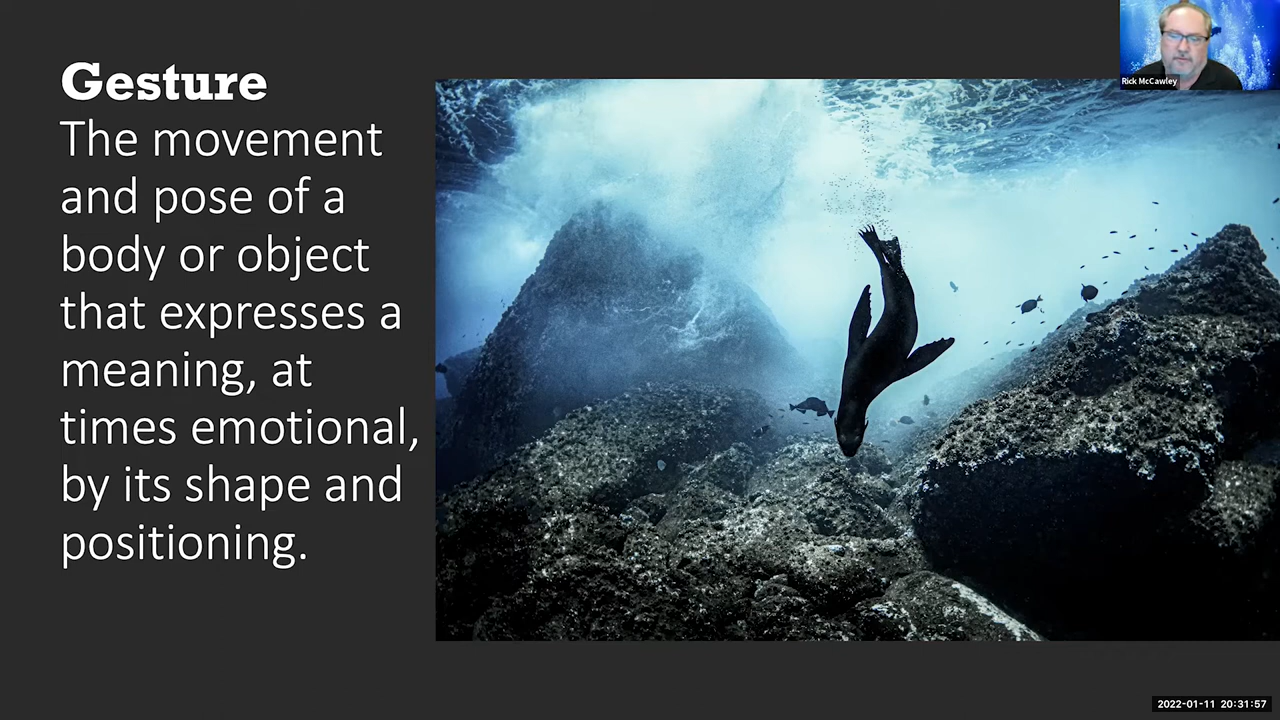 Gesture
The movement
and pose of a
body or object
that expresses a
meaning, at
times emotional,
by its shape and
positioning.
Rick McCawley
2022-01-11 20:31:57